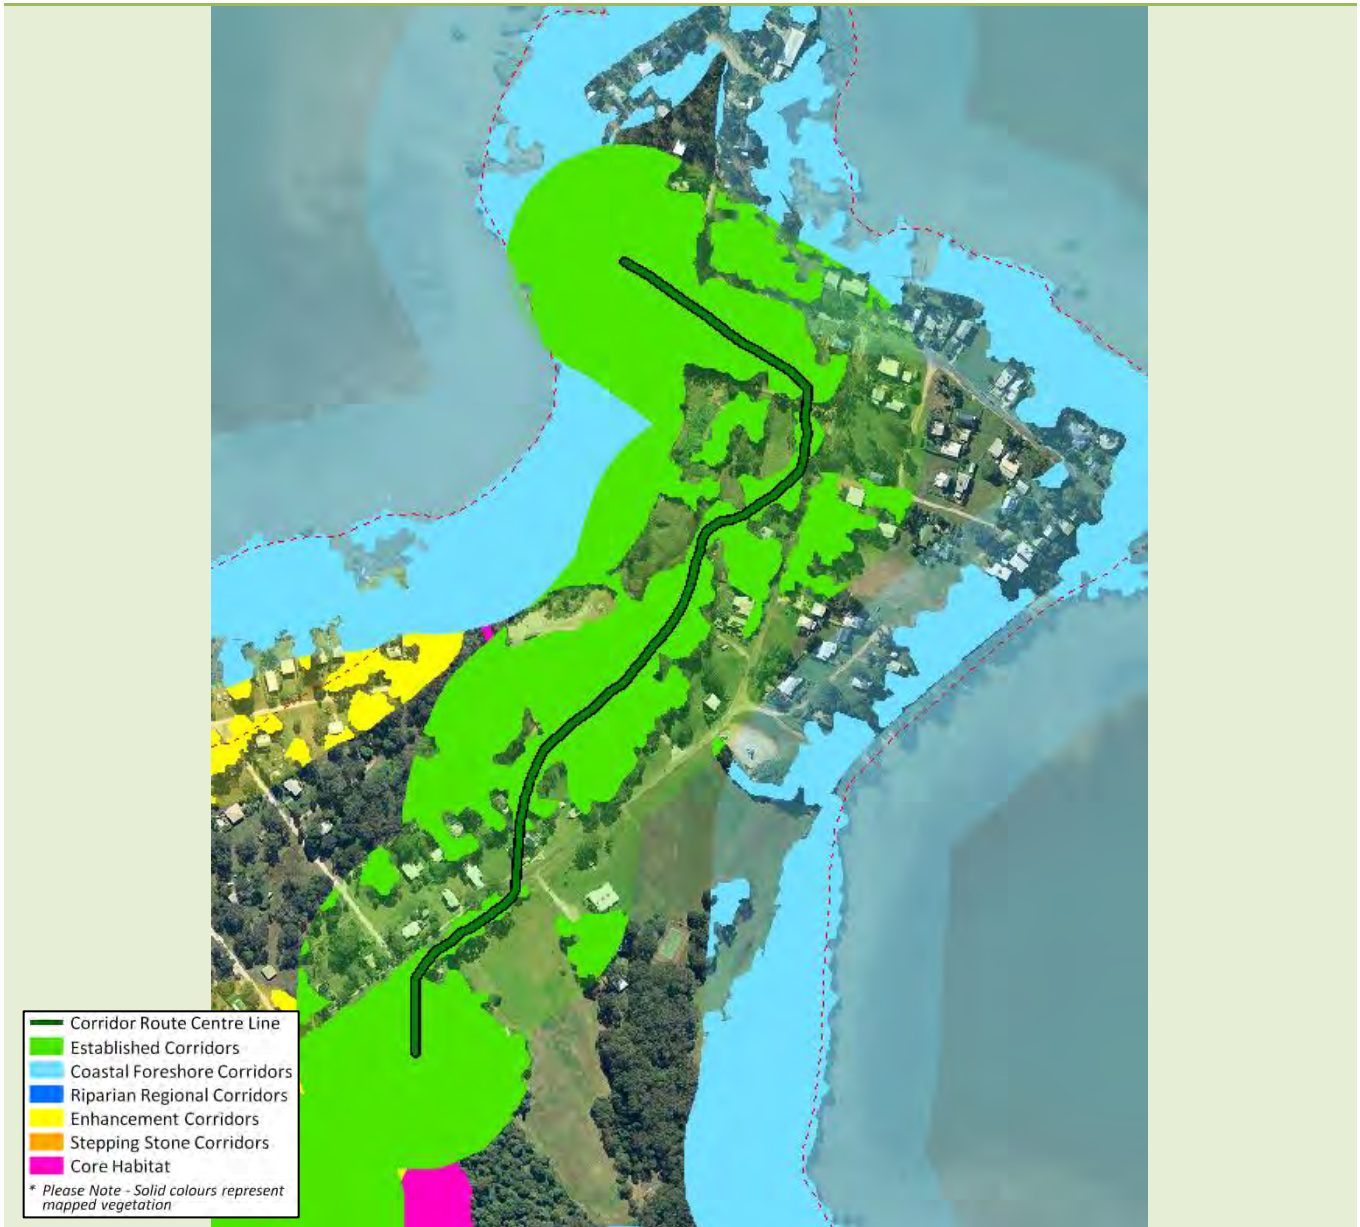 Corridor Route Centre Line
Established Corridors
Coastal Foreshore Corridors
Riparian Regional Corridors
Enhancement Corridors
Stepping Stone Corridors
Core Habitat
* Please Note - Solid colours represent
mapped vegetation